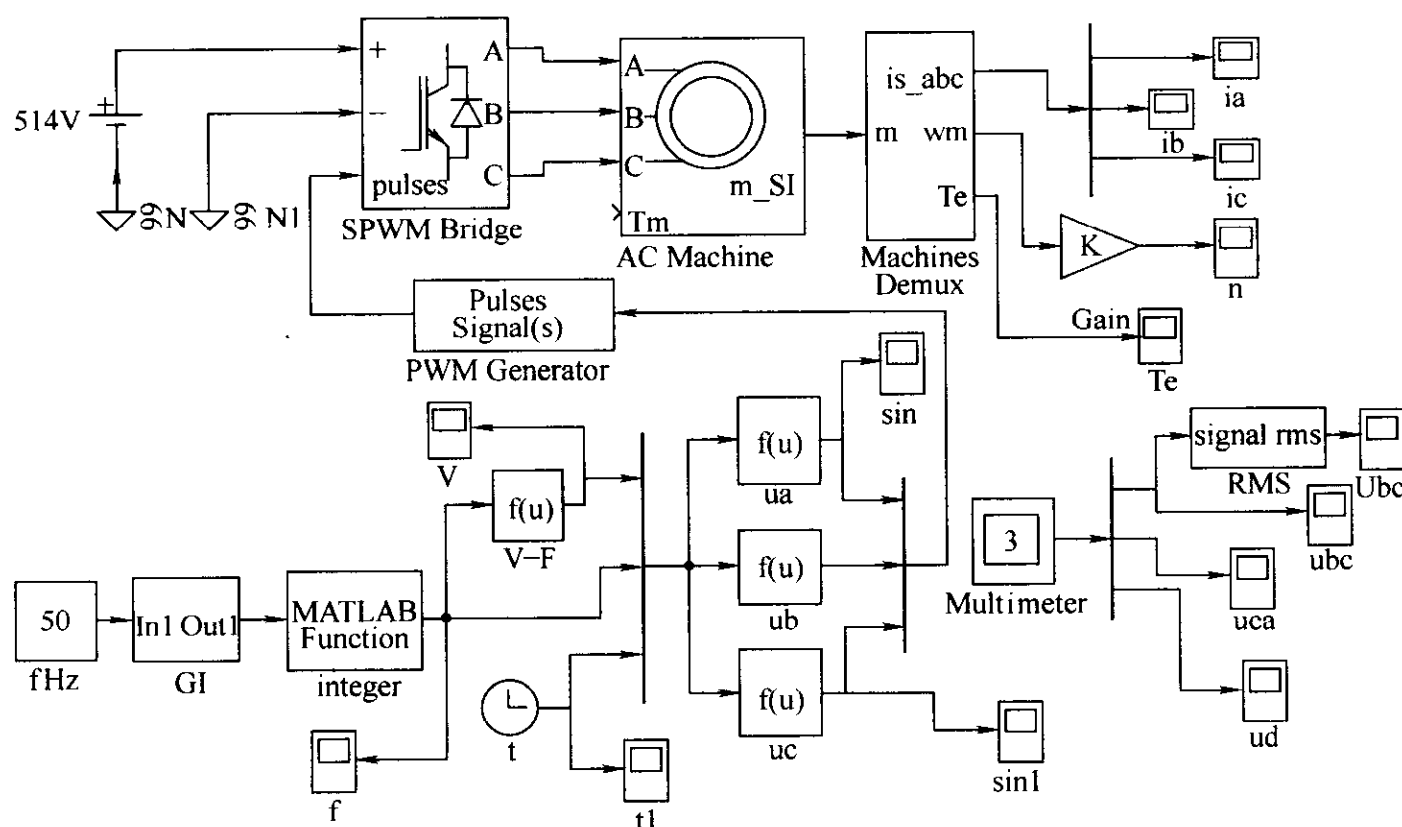 514V
+
+
−
pulses
A
B
C
SPWM Bridge
N
N1
A
B
C
m_SI
Tm
AC Machine
m
is_abc
wm
Te
Machines
Demux
ia
ib
ic
K
n
Gain
Te
Pulses
Signal(s)
PWM Generator
sin
V
f(u)
V−F
f(u)
ua
f(u)
ub
f(u)
uc
signal rms
RMS
Ubc
ubc
3
Multimeter
uca
ud
50
fHz
In1 Out1
GI
MATLAB
Function
integer
t
f
t1
sin1